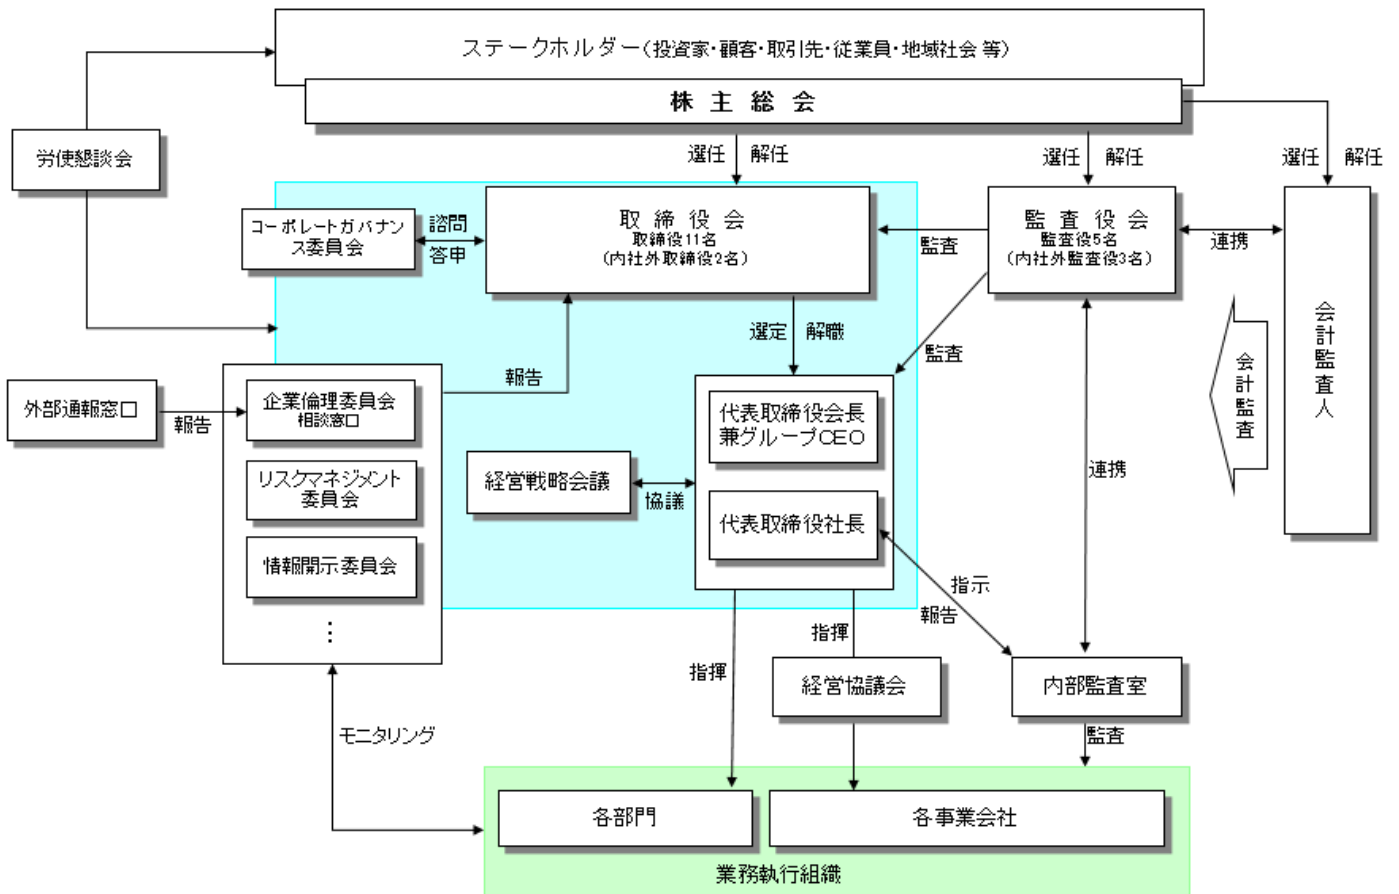 ステークホルダー(投資家・顧客・取引先・従業員・地域社会 等)
株 主 総 会
労使懇談会
選任 解任
選任 解任
選任 解任
コーポレートガバナン
ス委員会
諮問
答申
取 締 役 会
取締役11名
(内社外取締役2名)
監査
監 査 役 会
監査役5名
(内社外監査役3名)
連携
会計監査人
選定 解職
監査
会計監査
外部通報窓口
報告
企業倫理委員会
相談窓口
報告
リスクマネジメント
委員会
情報開示委員会
⋮
経営戦略会議
協議
代表取締役会長
兼グループCEO
代表取締役社長
連携
指示
報告
指揮
指揮
経営協議会
内部監査室
モニタリング
監査
各部門
各事業会社
業務執行組織